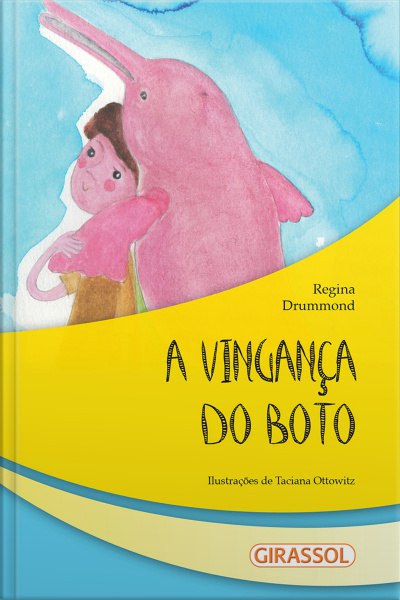 Regina
Drummond
A VINGANÇA
DO BOTO
Ilustrações de Taciana Ottowitz
GIRASSOL